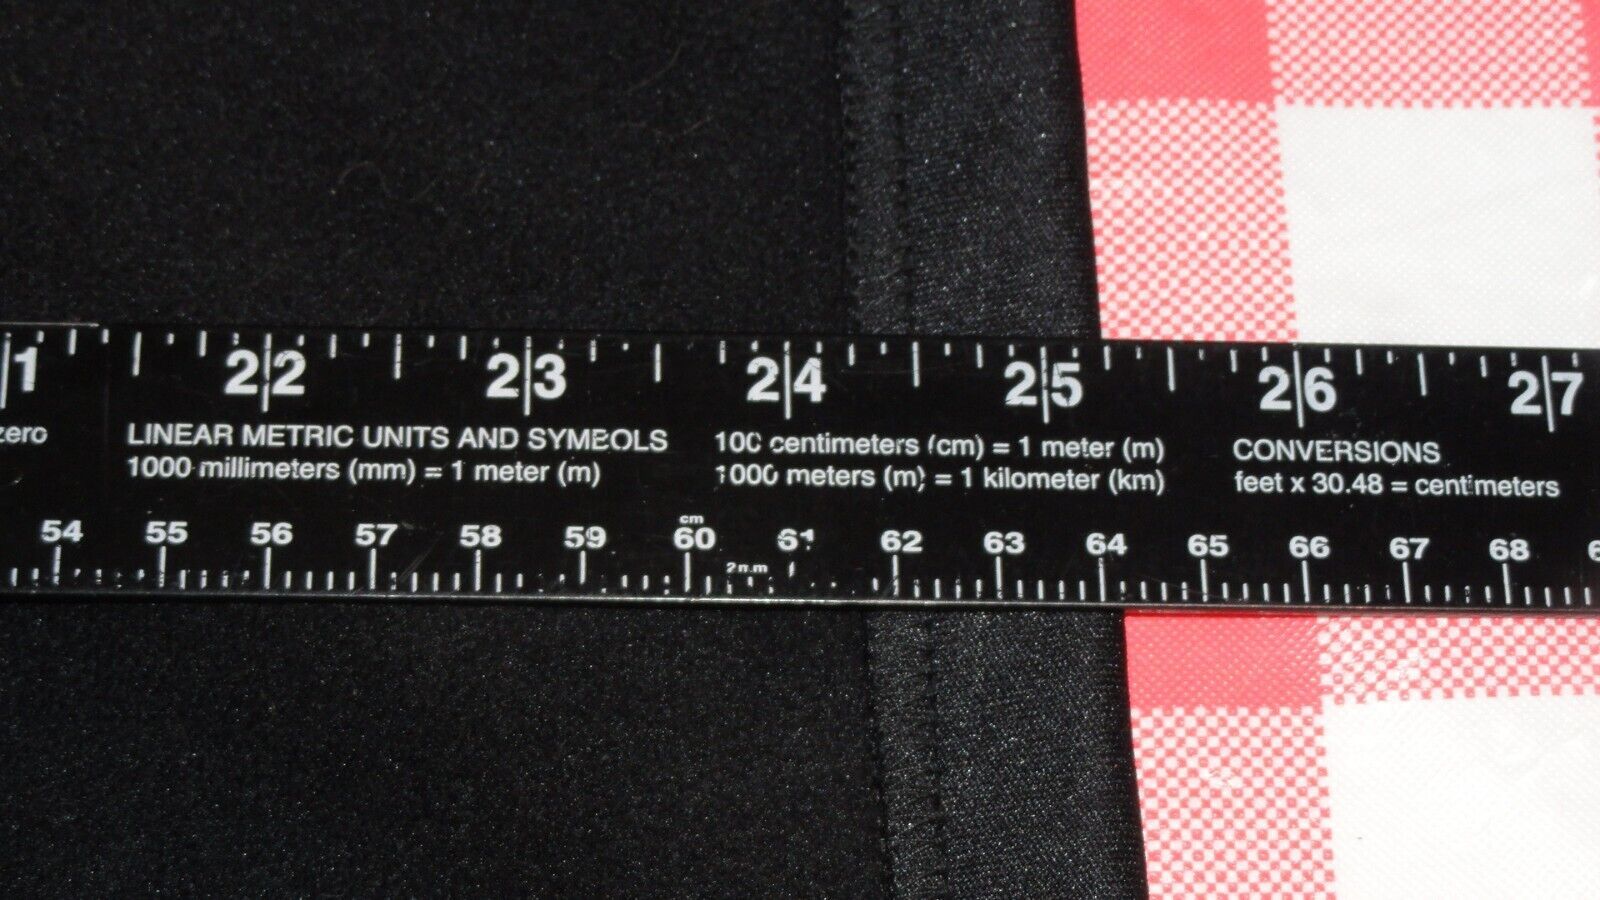 1 22 23 24 25 26 27
zero
LINEAR METRIC UNITS AND SYMBOLS
1000 millimeters (mm) = 1 meter (m)
100 centimeters (cm) = 1 meter (m)
1000 meters (m) = 1 kilometer (km)
CONVERSIONS
feet x 30.48 = centimeters
cm
54 55 56 57 58 59 60 61 62 63 64 65 66 67 68
2mm